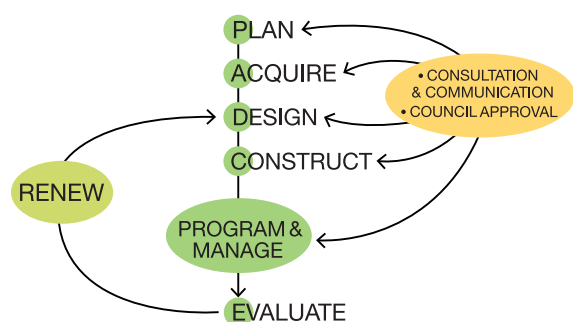 PLAN
ACQUIRE
• CONSULTATION
& COMMUNICATION
• COUNCIL APPROVAL
DESIGN
CONSTRUCT
RENEW
PROGRAM &
MANAGE
EVALUATE